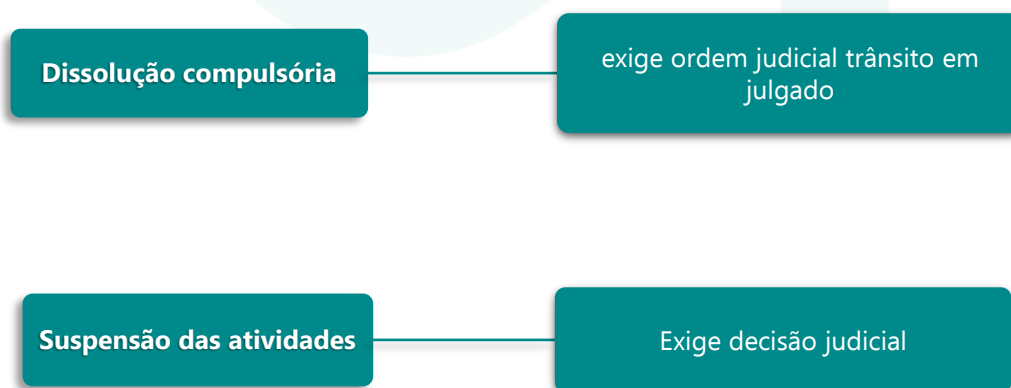 Dissolução compulsória
exige ordem judicial trânsito em
julgado
Suspensão das atividades
Exige decisão judicial